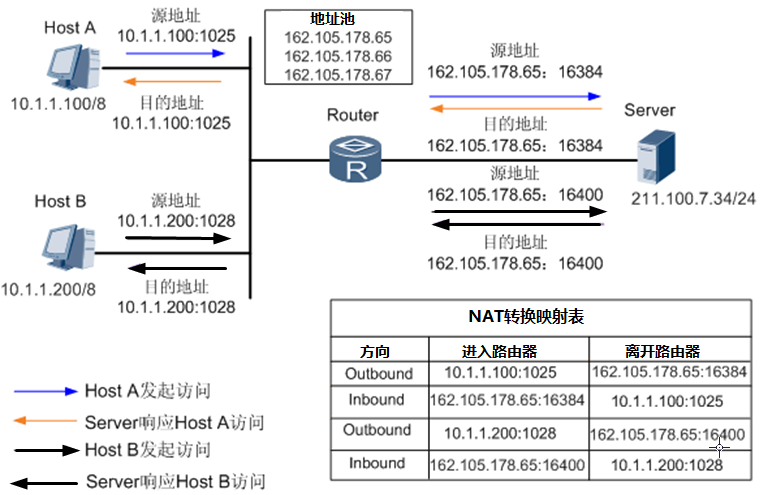 Host A
源地址
10.1.1.100:1025
10.1.1.100/8
目的地址
10.1.1.100:1025
地址池
162.105.178.65
162.105.178.66
162.105.178.67
源地址
162.105.178.65：16384
Router
R
目的地址
162.105.178.65：16384
Server
211.100.7.34/24
源地址
162.105.178.65：16400
目的地址
162.105.178.65：16400
Host B
源地址
10.1.1.200:1028
10.1.1.200/8
目的地址
10.1.1.200:1028
NAT转换映射表
方向 进入路由器 离开路由器
Outbound 10.1.1.100:1025 162.105.178.65:16384
Inbound 162.105.178.65:16384 10.1.1.100:1025
Outbound 10.1.1.200:1028 162.105.178.65:16400
Inbound 162.105.178.65:16400 10.1.1.200:1028
Host A发起访问
Server响应Host A访问
Host B发起访问
Server响应Host B访问